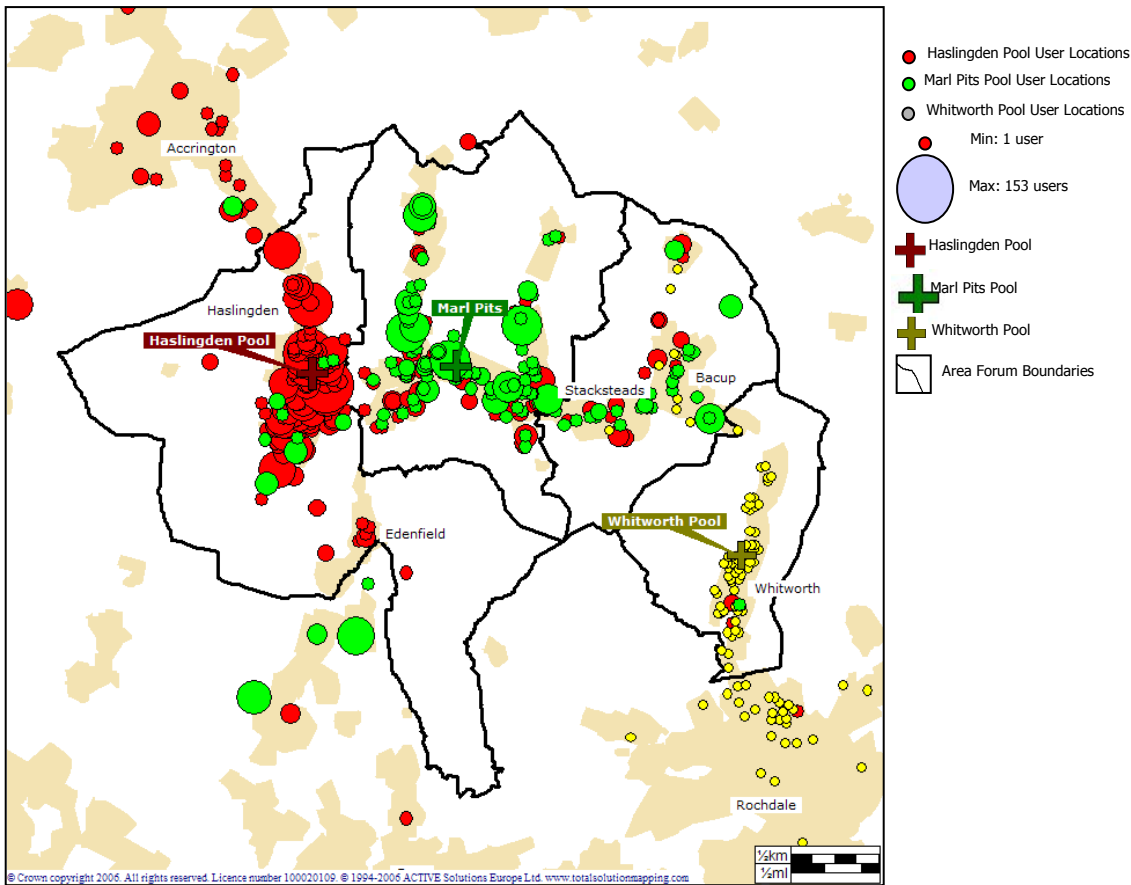 Accrington
Haslingden
Haslingden Pool
Marl Pits
Stacksteads
Bacup
Edenfield
Whitworth Pool
Whitworth
Rochdale
½km
½ml
© Crown copyright 2006. All rights reserved. Licence number 100020109. © 1994-2006 ACTIVE Solutions Europe Ltd. www.totalsolutionmapping.com
Haslingden Pool User Locations
Marl Pits Pool User Locations
Whitworth Pool User Locations
Min: 1 user
Max: 153 users
Haslingden Pool
Marl Pits Pool
Whitworth Pool
Area Forum Boundaries